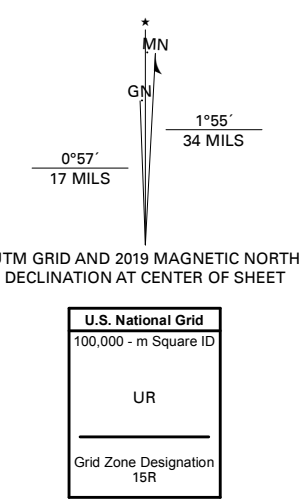 ★
MN
GN
1°55´
34 MILS
0°57´
17 MILS
UTM GRID AND 2019 MAGNETIC NORTH
DECLINATION AT CENTER OF SHEET
U.S. National Grid
100,000 - m Square ID
UR
Grid Zone Designation
15R